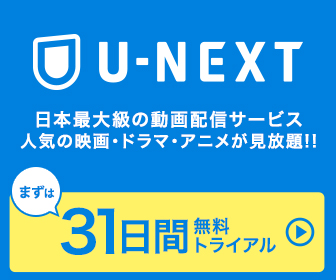 U-NEXT
日本最大級の動画配信サービス
人気の映画・ドラマ・アニメが見放題!!
まずは
31日間
無料
トライアル